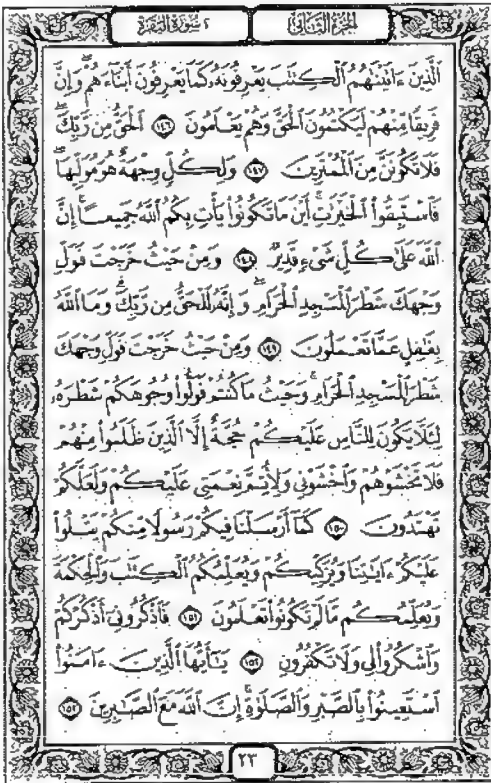 الجزء الثاني
٢ سورة البقرة
ٱلَّذِينَ ءَاتَيْنَٰهُمُ ٱلْكِتَٰبَ يَعْرِفُونَهُۥ كَمَا يَعْرِفُونَ أَبْنَآءَهُمْ ۖ وَإِنَّ
فَرِيقًا مِّنْهُمْ لَيَكْتُمُونَ ٱلْحَقَّ وَهُمْ يَعْلَمُونَ ١٤٦ ٱلْحَقُّ مِن رَّبِّكَ ۖ
فَلَا تَكُونَنَّ مِنَ ٱلْمُمْتَرِينَ ١٤٧ وَلِكُلٍّ وِجْهَةٌ هُوَ مُوَلِّيهَا ۖ
فَٱسْتَبِقُوا۟ ٱلْخَيْرَٰتِ ۚ أَيْنَ مَا تَكُونُوا۟ يَأْتِ بِكُمُ ٱللَّهُ جَمِيعًا ۚ إِنَّ
ٱللَّهَ عَلَىٰ كُلِّ شَىْءٍ قَدِيرٌ ١٤٨ وَمِنْ حَيْثُ خَرَجْتَ فَوَلِّ
وَجْهَكَ شَطْرَ ٱلْمَسْجِدِ ٱلْحَرَامِ ۖ وَإِنَّهُۥ لَلْحَقُّ مِن رَّبِّكَ ۗ وَمَا ٱللَّهُ
بِغَٰفِلٍ عَمَّا تَعْمَلُونَ ١٤٩ وَمِنْ حَيْثُ خَرَجْتَ فَوَلِّ وَجْهَكَ
شَطْرَ ٱلْمَسْجِدِ ٱلْحَرَامِ ۚ وَحَيْثُ مَا كُنتُمْ فَوَلُّوا۟ وُجُوهَكُمْ شَطْرَهُۥ
لِئَلَّا يَكُونَ لِلنَّاسِ عَلَيْكُمْ حُجَّةٌ إِلَّا ٱلَّذِينَ ظَلَمُوا۟ مِنْهُمْ
فَلَا تَخْشَوْهُمْ وَٱخْشَوْنِى وَلِأُتِمَّ نِعْمَتِى عَلَيْكُمْ وَلَعَلَّكُمْ
تَهْتَدُونَ ١٥٠ كَمَآ أَرْسَلْنَا فِيكُمْ رَسُولًا مِّنكُمْ يَتْلُوا۟
عَلَيْكُمْ ءَايَٰتِنَا وَيُزَكِّيكُمْ وَيُعَلِّمُكُمُ ٱلْكِتَٰبَ وَٱلْحِكْمَةَ
وَيُعَلِّمُكُم مَّا لَمْ تَكُونُوا۟ تَعْلَمُونَ ١٥١ فَٱذْكُرُونِىٓ أَذْكُرْكُمْ
وَٱشْكُرُوا۟ لِى وَلَا تَكْفُرُونِ ١٥٢ يَٰٓأَيُّهَا ٱلَّذِينَ ءَامَنُوا۟
ٱسْتَعِينُوا۟ بِٱلصَّبْرِ وَٱلصَّلَوٰةِ ۚ إِنَّ ٱللَّهَ مَعَ ٱلصَّٰبِرِينَ ١٥٣
٢٣